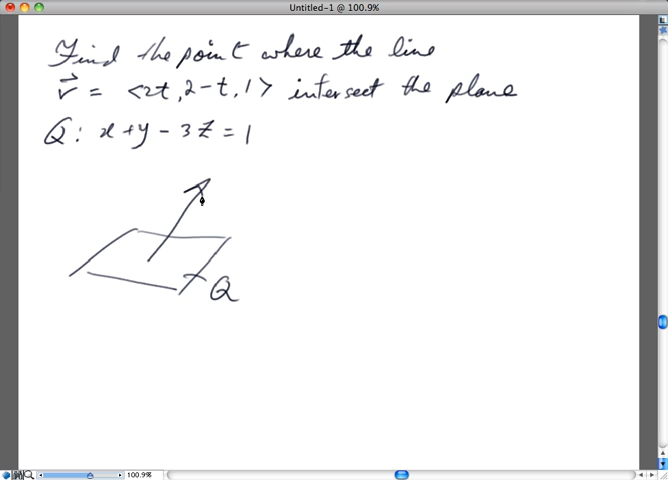 Untitled-1 @ 100.9%
Find the point where the line
r⃗ = <2t, 2-t, 1> intersect the plane
Q: x+y-3z=1
Q
100.9%